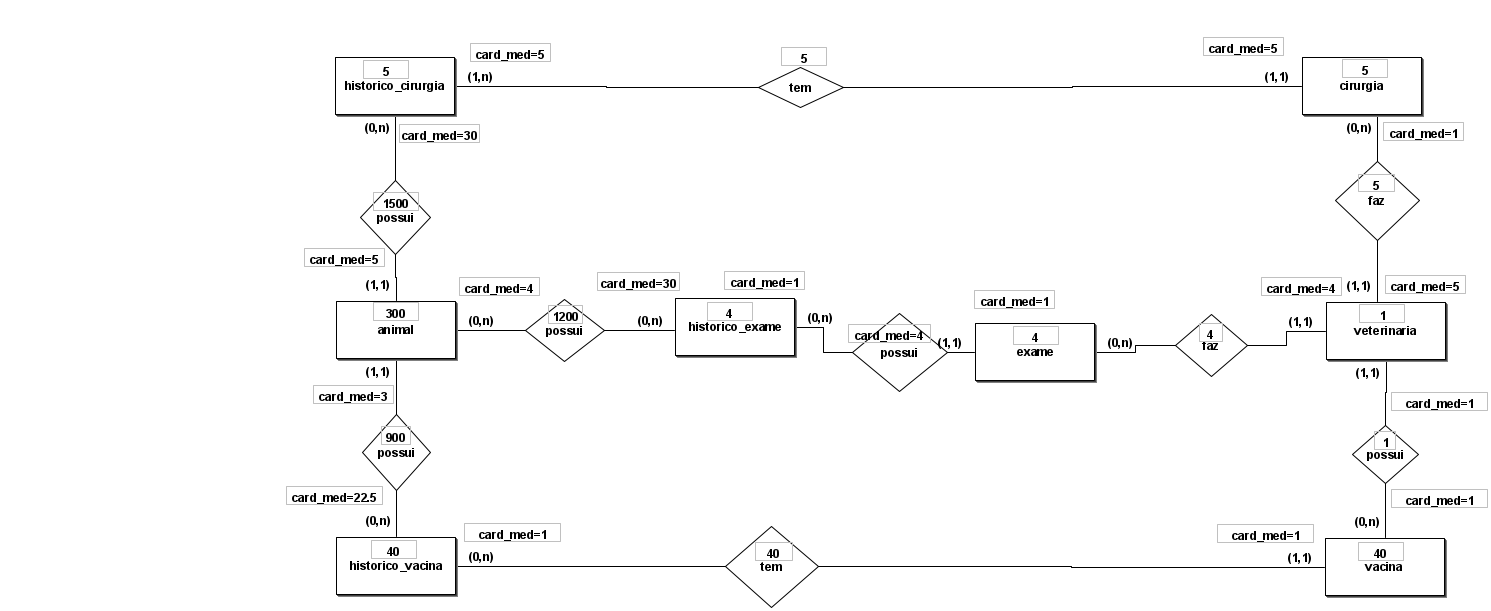 card_med=5
5
card_med=5
5
historico_cirurgia
(1,n)
tem
(1,1)
5
cirurgia
(0,n)
card_med=30
(0,n)
card_med=1
1500
possui
5
faz
card_med=5
(1,1)
card_med=4
card_med=30
card_med=1
card_med=1
card_med=4
(1,1)
card_med=5
300
animal
(0,n)
1200
possui
(0,n)
4
historico_exame
(0,n)
card_med=4
possui
(1,1)
4
exame
(0,n)
4
faz
(1,1)
1
veterinaria
(1,1)
card_med=3
(1,1)
card_med=1
900
possui
1
possui
card_med=22.5
(0,n)
card_med=1
card_med=1
card_med=1
(0,n)
40
historico_vacina
(0,n)
40
tem
(1,1)
40
vacina